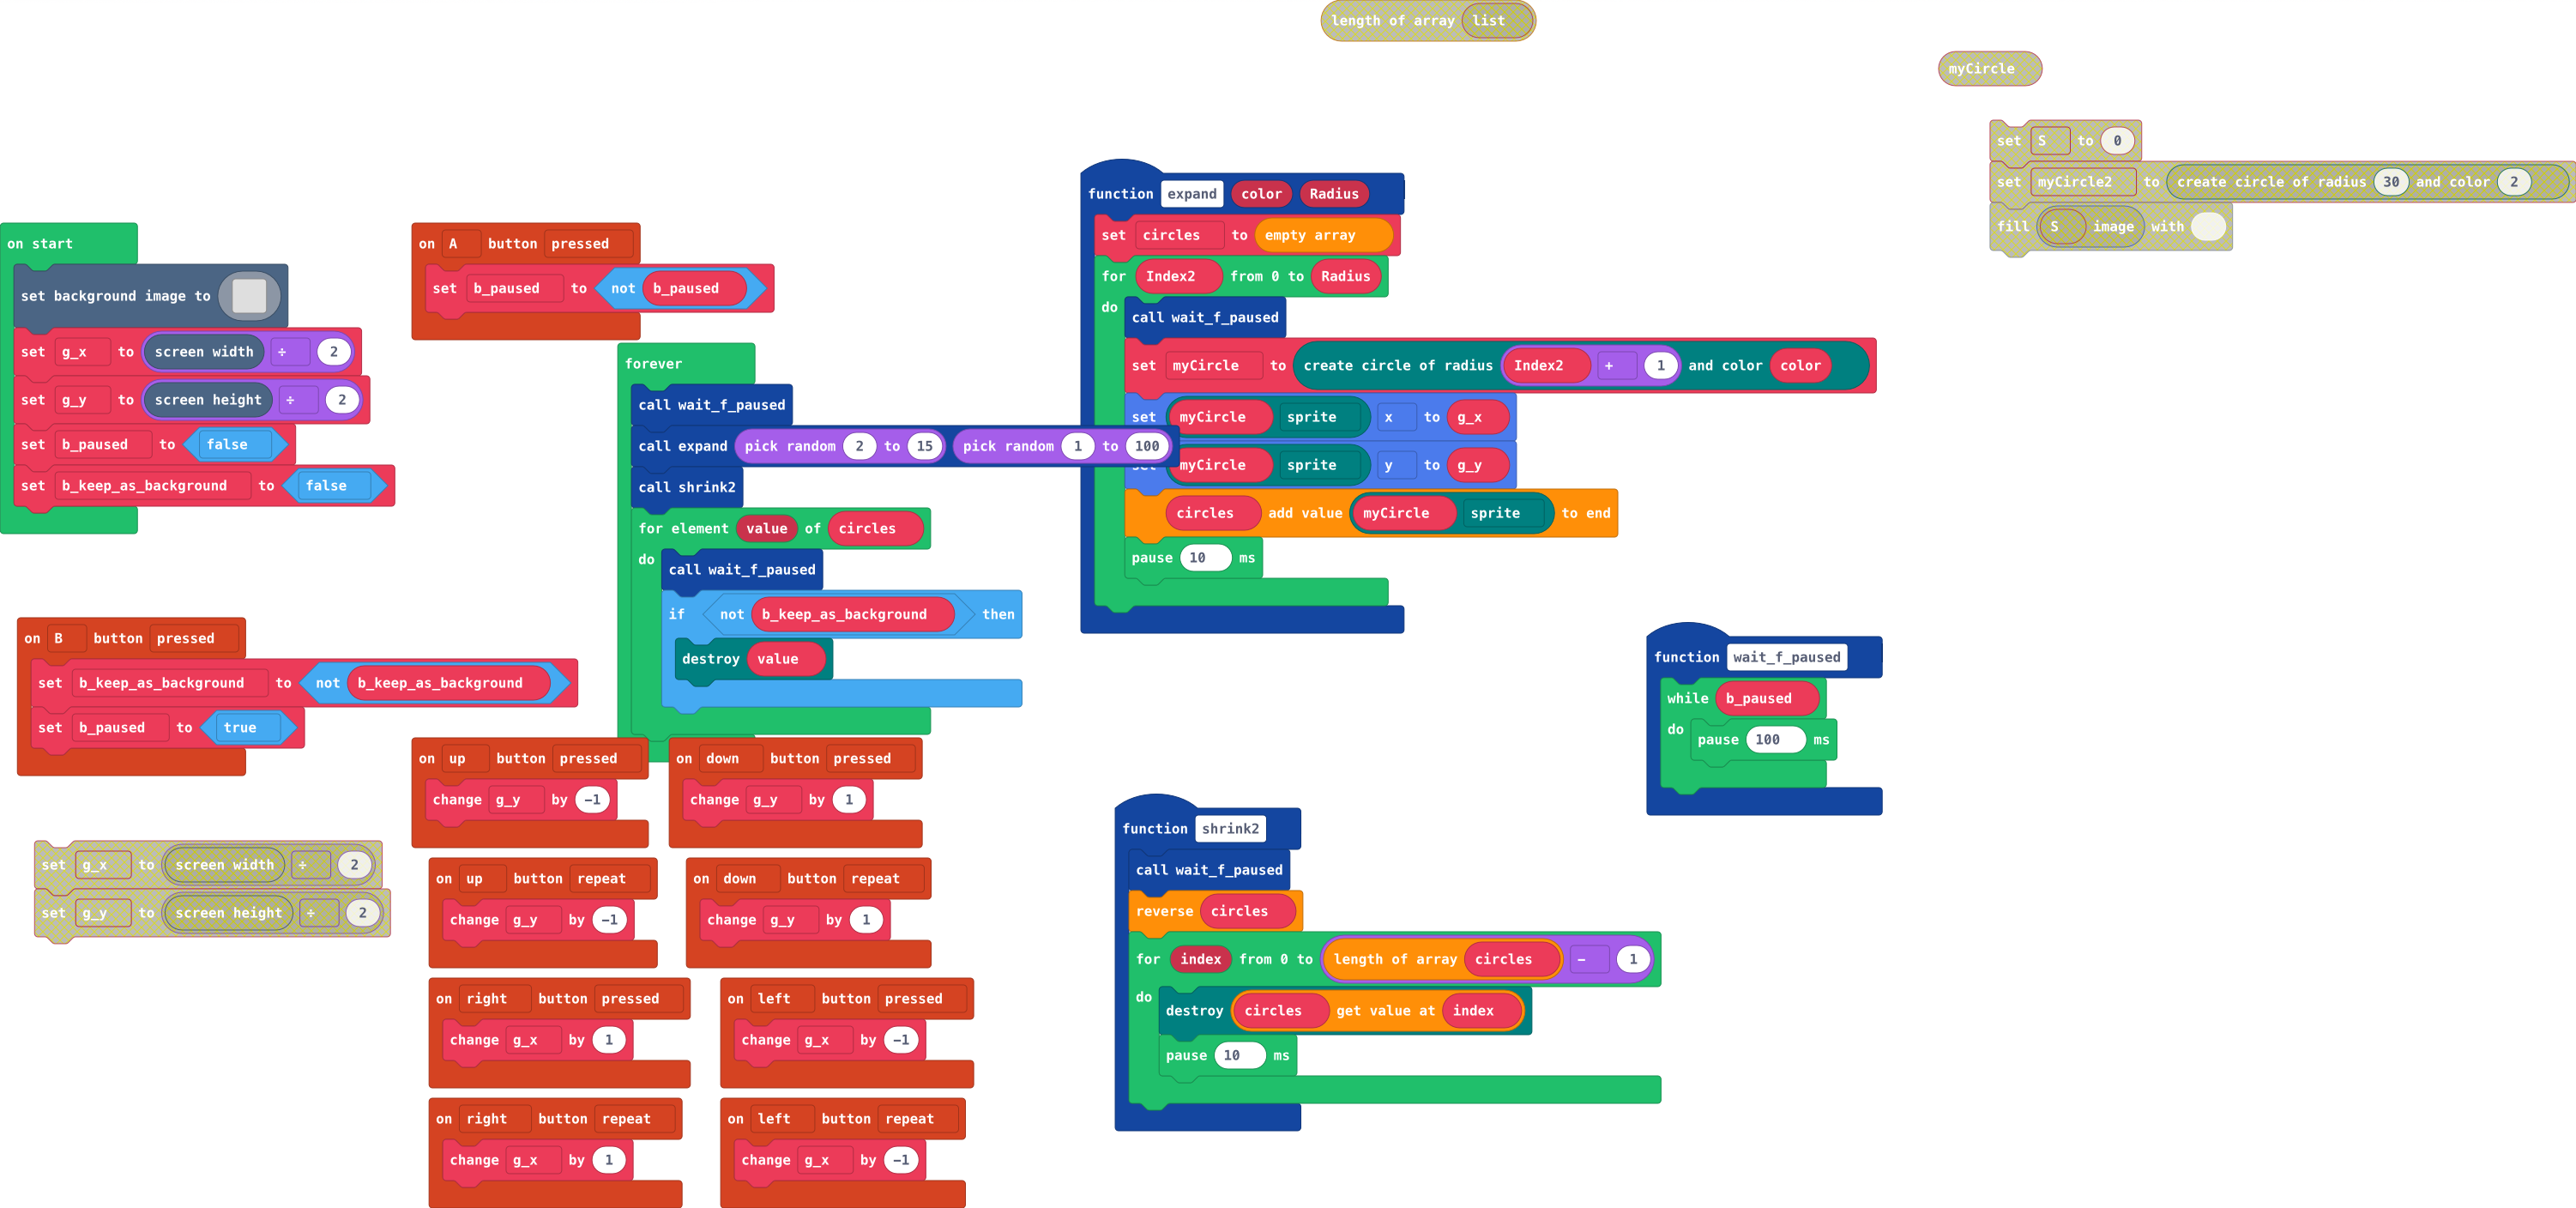 length of array list
myCircle
set S to 0
set myCircle2 to create circle of radius 30 and color 2
fill S image with
on start
set background image to
set g_x to screen width ÷ 2
set g_y to screen height ÷ 2
set b_paused to false
set b_keep_as_background to false
on A button pressed
set b_paused to not b_paused
forever
call wait_f_paused
call expand pick random 2 to 15 pick random 1 to 100
call shrink2
for element value of circles
do
call wait_f_paused
if not b_keep_as_background then
destroy value
function expand color Radius
set circles to empty array
for Index2 from 0 to Radius
do
call wait_f_paused
set myCircle to create circle of radius Index2 + 1 and color color
set myCircle sprite x to g_x
set myCircle sprite y to g_y
circles add value myCircle sprite to end
pause 10 ms
on B button pressed
set b_keep_as_background to not b_keep_as_background
set b_paused to true
function wait_f_paused
while b_paused
do
pause 100 ms
on up button pressed
change g_y by -1
on down button pressed
change g_y by 1
set g_x to screen width ÷ 2
set g_y to screen height ÷ 2
on up button repeat
change g_y by -1
on down button repeat
change g_y by 1
on right button pressed
change g_x by 1
on left button pressed
change g_x by -1
on right button repeat
change g_x by 1
on left button repeat
change g_x by -1
function shrink2
call wait_f_paused
reverse circles
for index from 0 to length of array circles - 1
do
destroy circles get value at index
pause 10 ms